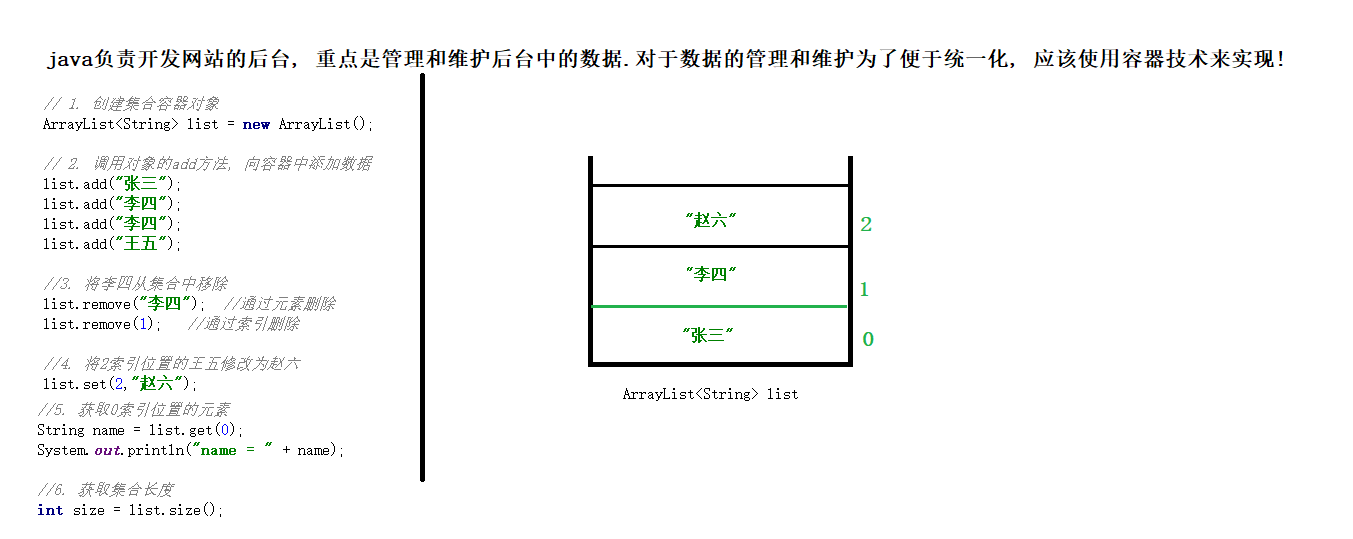 java负责开发网站的后台, 重点是管理和维护后台中的数据.对于数据的管理和维护为了便于统一化, 应该使用容器技术来实现!
// 1. 创建集合容器对象
ArrayList<String> list = new ArrayList();
// 2. 调用对象的add方法, 向容器中添加数据
list.add("张三");
list.add("李四");
list.add("李四");
list.add("王五");
//3. 将李四从集合中移除
list.remove("李四");  //通过元素删除
list.remove(1);   //通过索引删除
//4. 将2索引位置的王五修改为赵六
list.set(2,"赵六");
//5. 获取0索引位置的元素
String name = list.get(0);
System.out.println("name = " + name);
//6. 获取集合长度
int size = list.size();
"赵六" 2
"李四" 1
"张三" 0
ArrayList<String> list